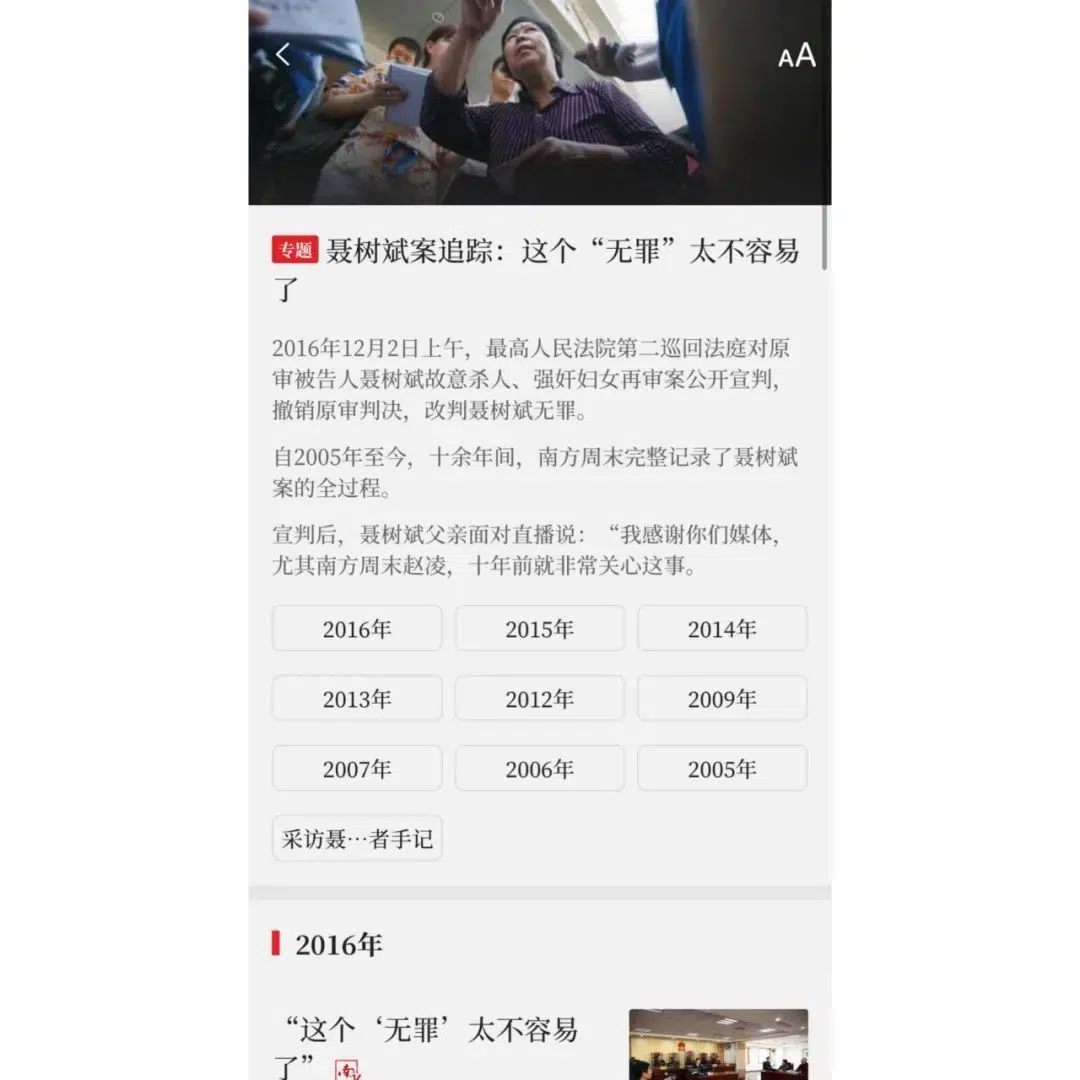 AA
专题 聂树斌案追踪：这个“无罪”太不容易
了
2016年12月2日上午，最高人民法院第二巡回法庭对原
审被告人聂树斌故意杀人、强奸妇女再审案公开宣判，
撤销原审判决，改判聂树斌无罪。
自2005年至今，十余年间，南方周末完整记录了聂树斌
案的全过程。
宣判后，聂树斌父亲面对直播说：“我感谢你们媒体，
尤其南方周末赵凌，十年前就非常关心这事。
2016年 2015年 2014年
2013年 2012年 2009年
2007年 2006年 2005年
采访聂…者手记
2016年
“这个‘无罪’太不容易
了”